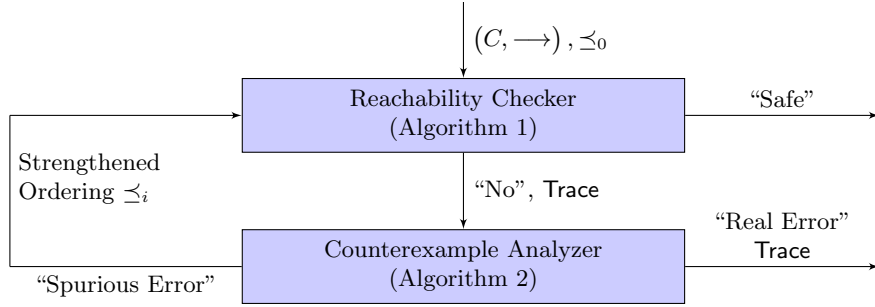 (C, ⟶) , ⪯₀
Reachability Checker
(Algorithm 1)
“Safe”
Strengthened
Ordering ⪯ᵢ
“No”, Trace
Counterexample Analyzer
(Algorithm 2)
“Real Error”
Trace
“Spurious Error”